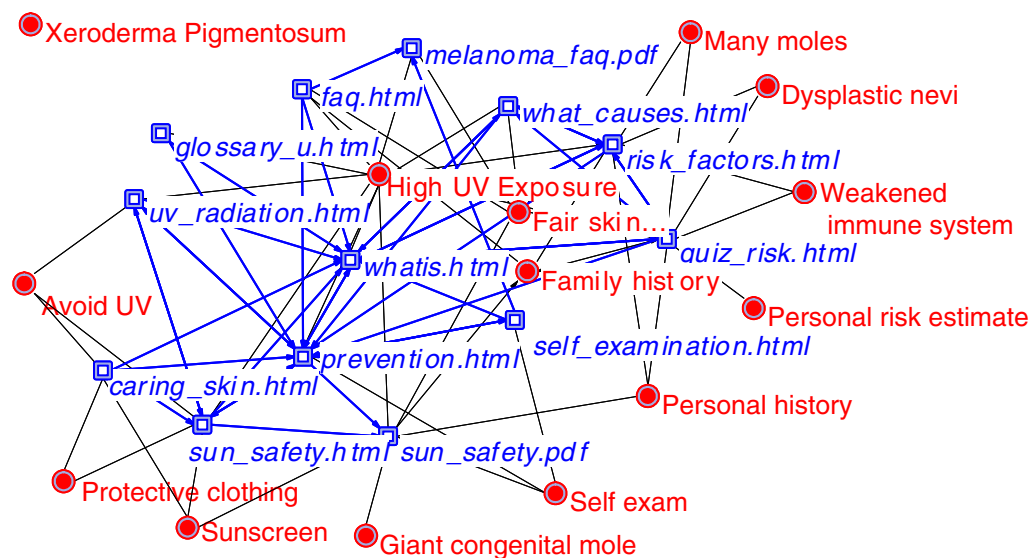 Xeroderma Pigmentosum
Many moles
melanoma_faq.pdf
Dysplastic nevi
faq.html
what_causes.html
glossary_u.html
risk_factors.html
High UV Exposure
Weakened
immune system
uv_radiation.html
Fair skin...
quiz_risk.html
whatis.html
Family history
Avoid UV
Personal risk estimate
self_examination.html
prevention.html
caring_skin.html
Personal history
sun_safety.html
sun_safety.pdf
Protective clothing
Self exam
Sunscreen
Giant congenital mole